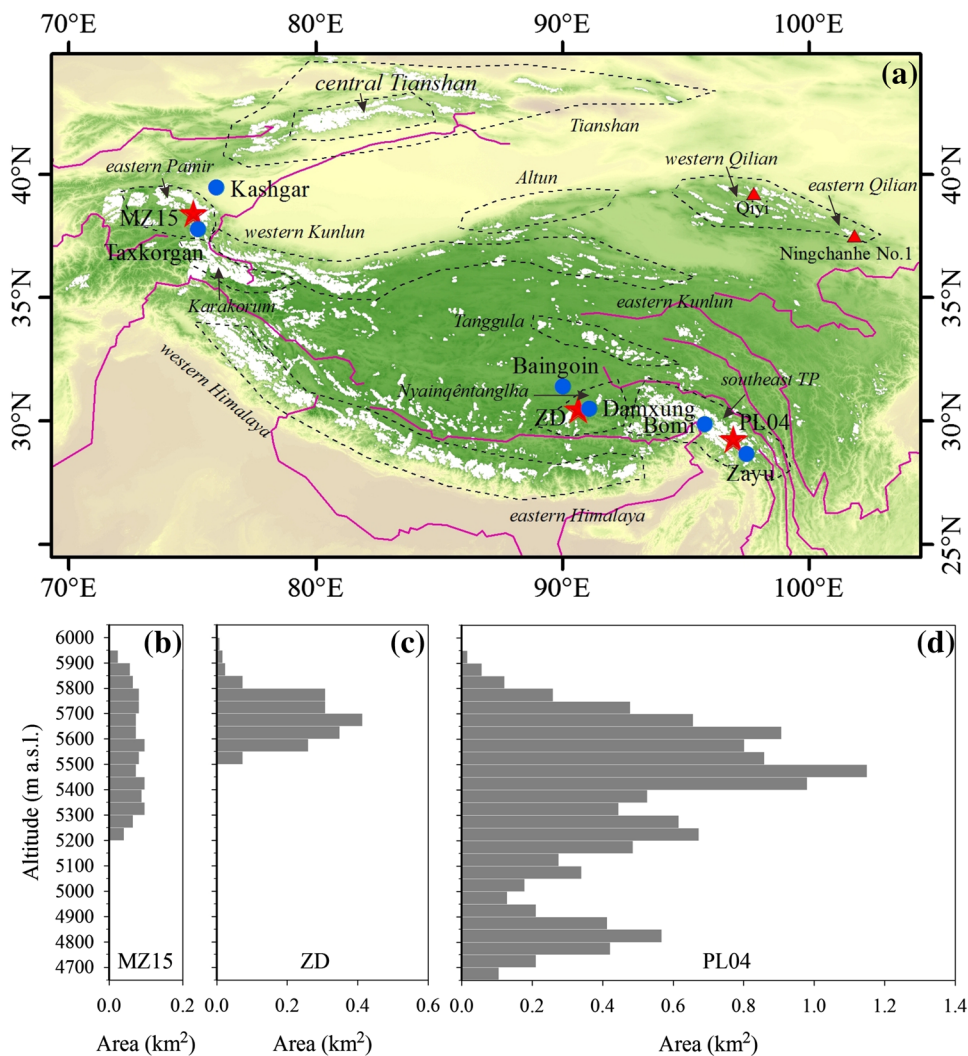 70°E 80°E 90°E 100°E
(a)
central Tianshan
Tianshan
40°N 40°N
eastern Pamir
Kashgar
MZ15
Taxkorgan
western Kunlun
Altun
western Qilian
eastern Qilian
Qiyi
Ningchanhe No.1
35°N 35°N
Karakorum
eastern Kunlun
Tanggula
western Himalaya
Baingoin
Nyainqêntanglha
southeast TP
30°N 30°N
ZD
Damxung
Bomi
PL04
Zayu
eastern Himalaya
25°N 25°N
70°E 80°E 90°E 100°E
(b) (c) (d)
Altitude (m a.s.l.)
6000
5900
5800
5700
5600
5500
5400
5300
5200
5100
5000
4900
4800
4700
MZ15 ZD PL04
0.0 0.2 0.0 0.2 0.4 0.6 0.0 0.2 0.4 0.6 0.8 1.0 1.2 1.4
Area (km²) Area (km²) Area (km²)